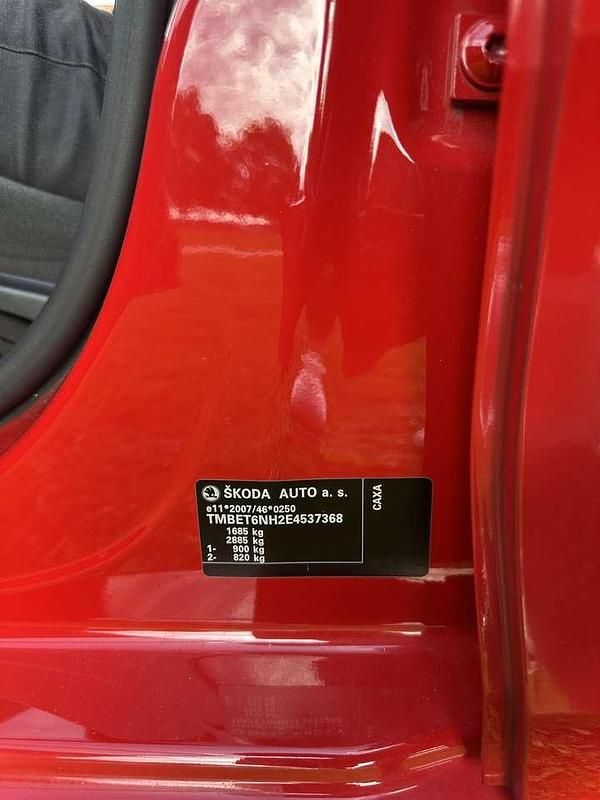 ŠKODA AUTO a. s.
e11*2007/46*0250
TMBET6NH2E4537368
1685 kg
2885 kg
1- 900 kg
2- 820 kg
CAXA